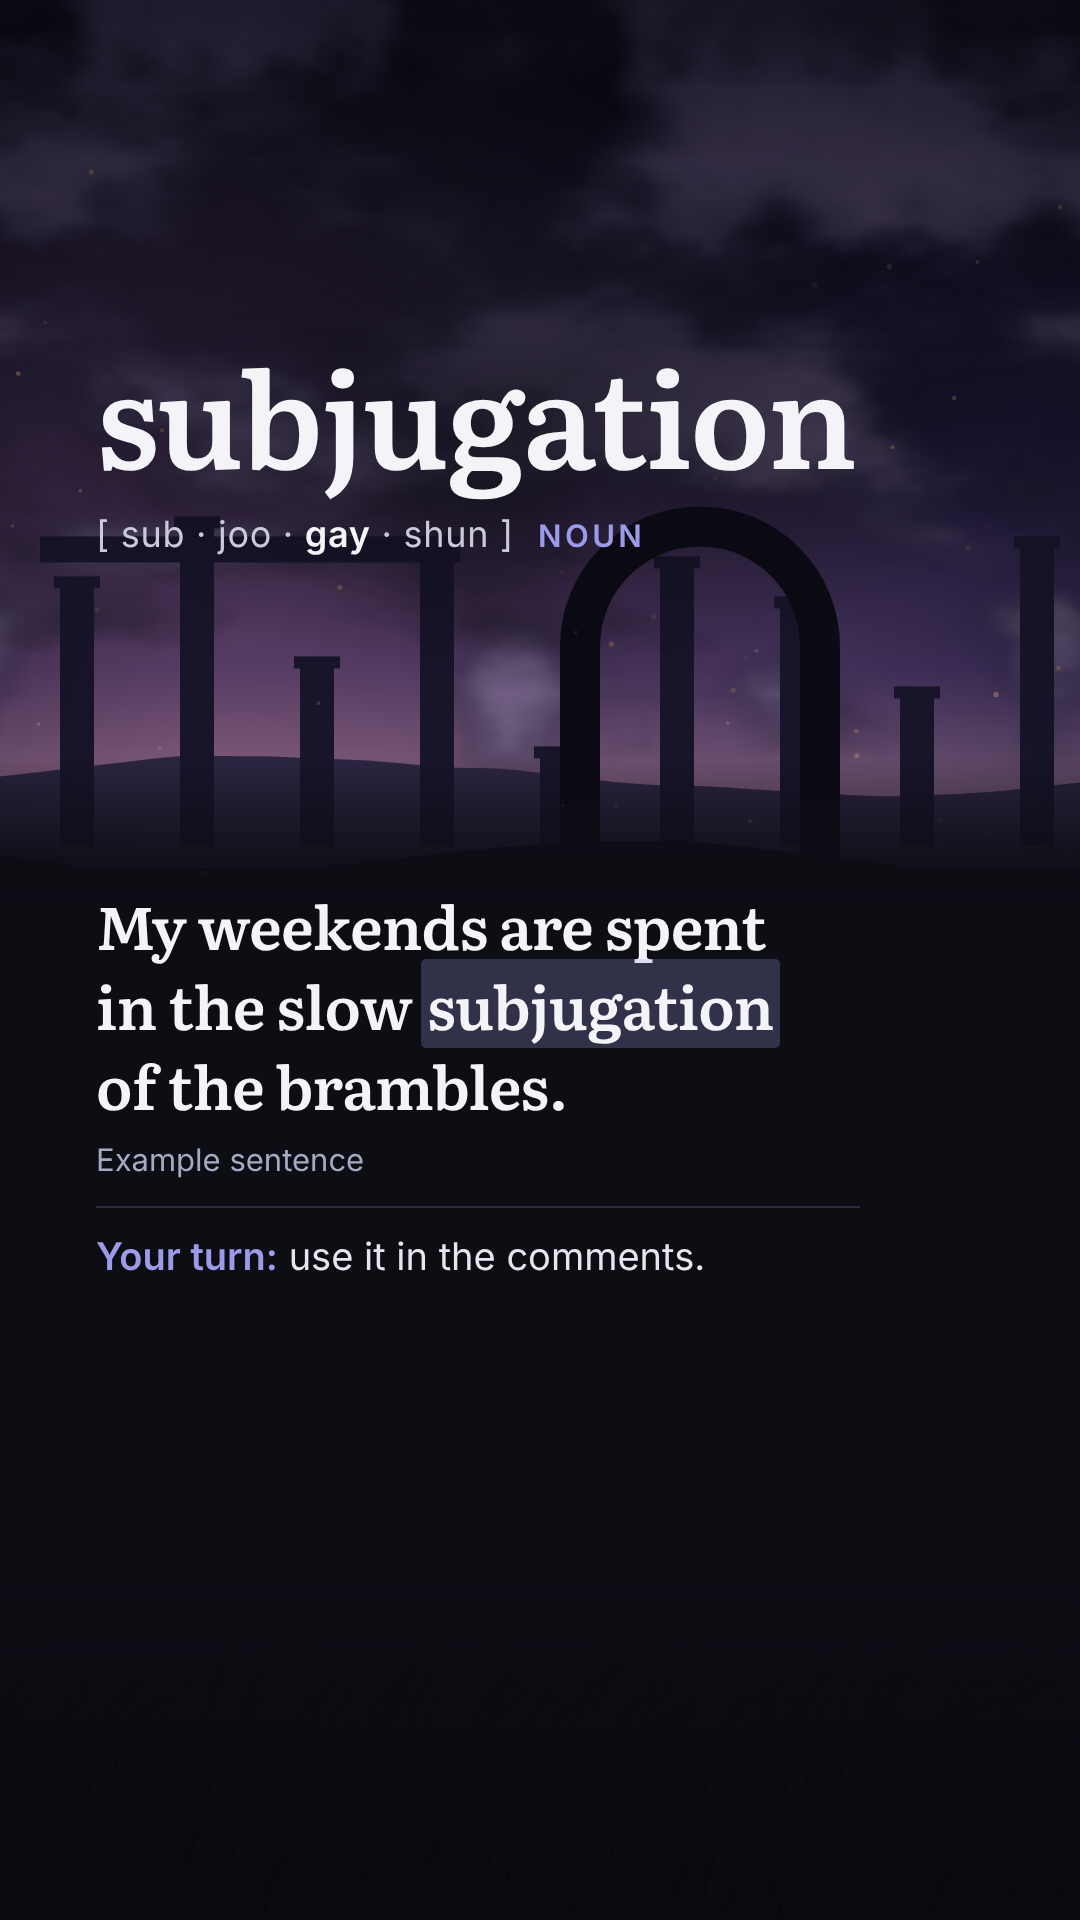 subjugation
[ sub · joo · gay · shun ] NOUN
My weekends are spent
in the slow subjugation
of the brambles.
Example sentence
Your turn: use it in the comments.